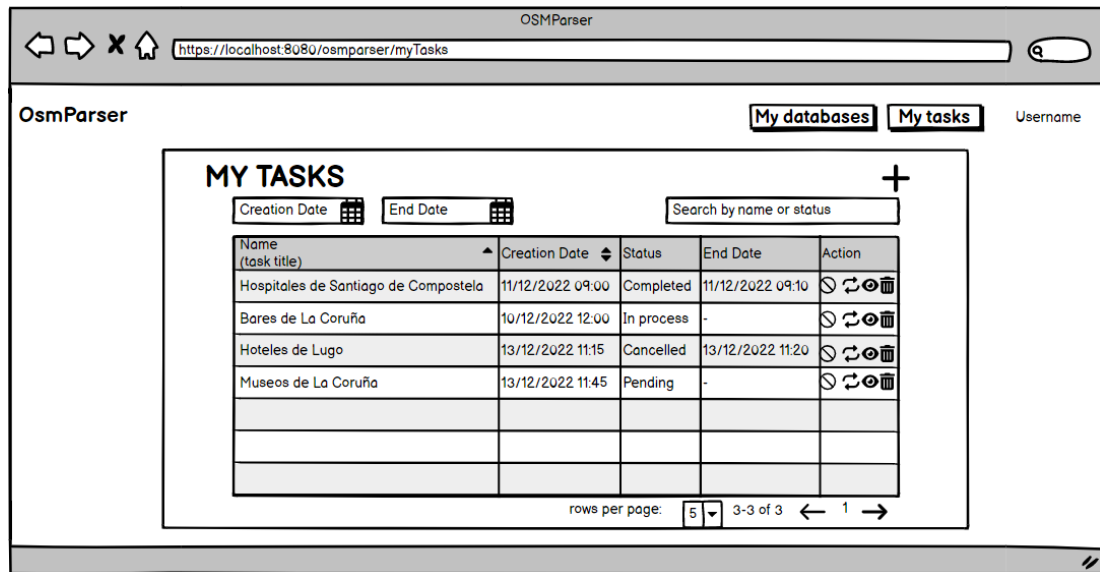 OSMParser
https://localhost:8080/osmparser/myTasks
OsmParser
My databases
My tasks
Username
MY TASKS
Creation Date
End Date
Search by name or status
Name
(task title)
Creation Date
Status
End Date
Action
Hospitales de Santiago de Compostela
11/12/2022 09:00
Completed
11/12/2022 09:10
Bares de La Coruña
10/12/2022 12:00
In process
-
Hoteles de Lugo
13/12/2022 11:15
Cancelled
13/12/2022 11:20
Museos de La Coruña
13/12/2022 11:45
Pending
-
rows per page:
5
3-3 of 3
1